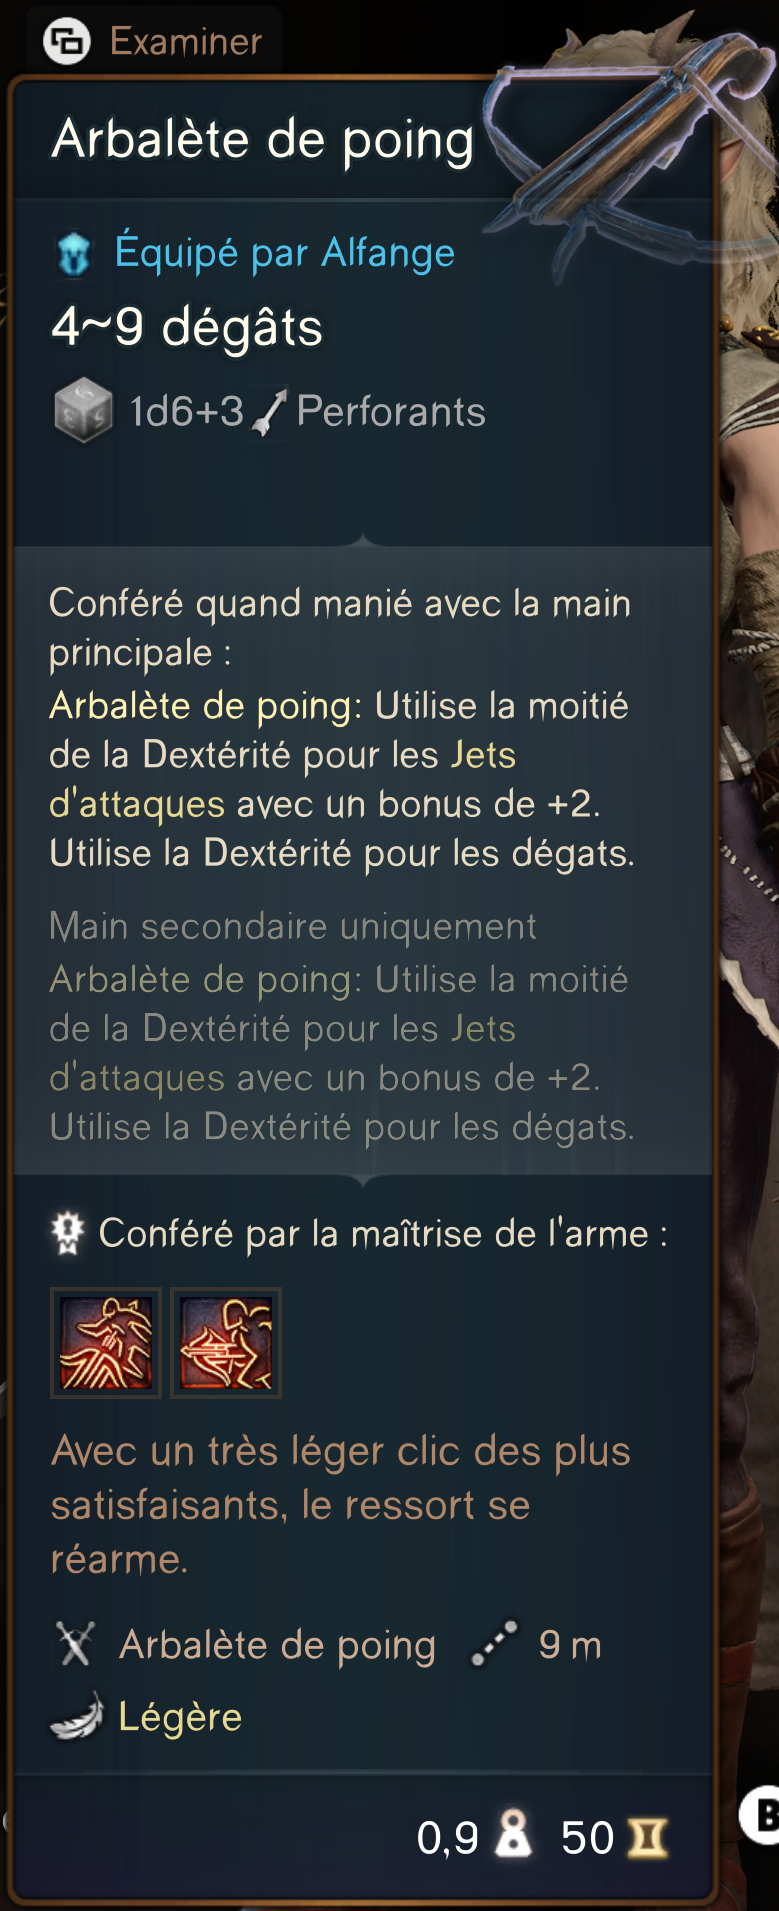 Examiner
Arbalète de poing
Équipé par Alfange
4~9 dégâts
1d6+3 Perforants
Conféré quand manié avec la main
principale :
Arbalète de poing: Utilise la moitié
de la Dextérité pour les Jets
d'attaques avec un bonus de +2.
Utilise la Dextérité pour les dégats.
Main secondaire uniquement
Arbalète de poing: Utilise la moitié
de la Dextérité pour les Jets
d'attaques avec un bonus de +2.
Utilise la Dextérité pour les dégats.
Conféré par la maîtrise de l'arme :
Avec un très léger clic des plus
satisfaisants, le ressort se
réarme.
Arbalète de poing 9 m
Légère
0,9 50
B